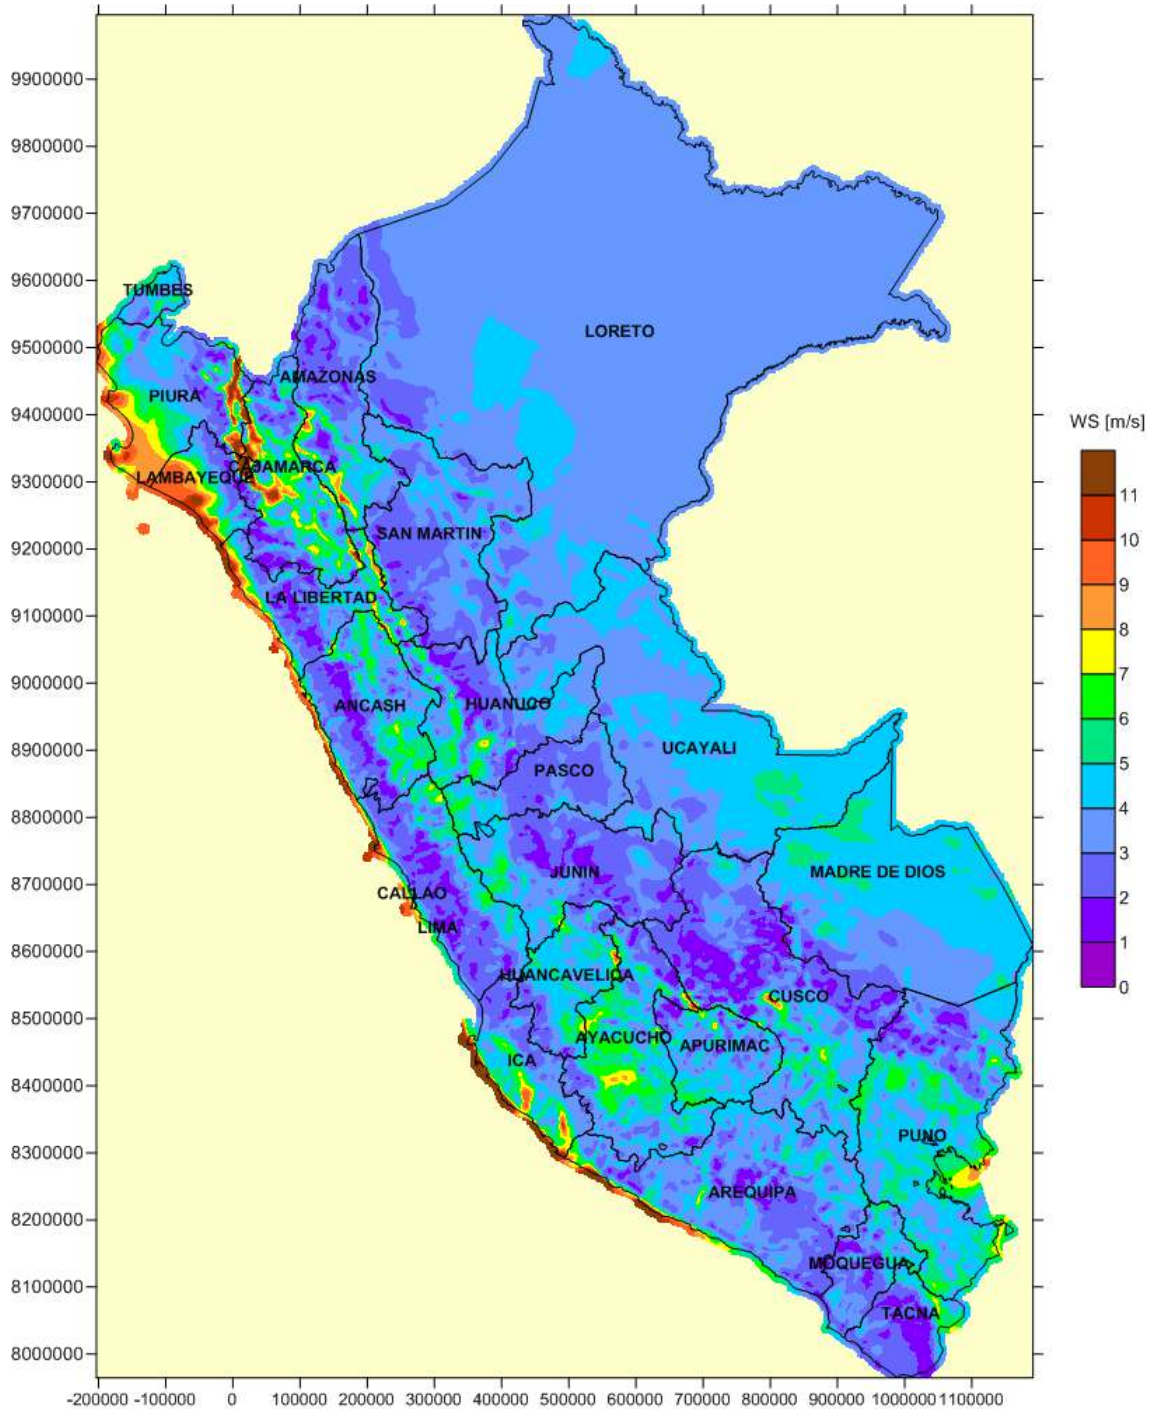 9900000
9800000
9700000
9600000
9500000
9400000
9300000
9200000
9100000
9000000
8900000
8800000
8700000
8600000
8500000
8400000
8300000
8200000
8100000
8000000
-200000 -100000 0 100000 200000 300000 400000 500000 600000 700000 800000 900000 1000000 1100000
TUMBES
LORETO
AMAZONAS
PIURA
CAJAMARCA
LAMBAYEQUE
SAN MARTIN
LA LIBERTAD
ANCASH
HUANUCO
UCAYALI
PASCO
JUNIN
MADRE DE DIOS
CALLAO
LIMA
HUANCAVELICA
CUSCO
AYACUCHO
APURIMAC
ICA
PUNO
AREQUIPA
MOQUEGUA
TACNA
WS [m/s]
11
10
9
8
7
6
5
4
3
2
1
0